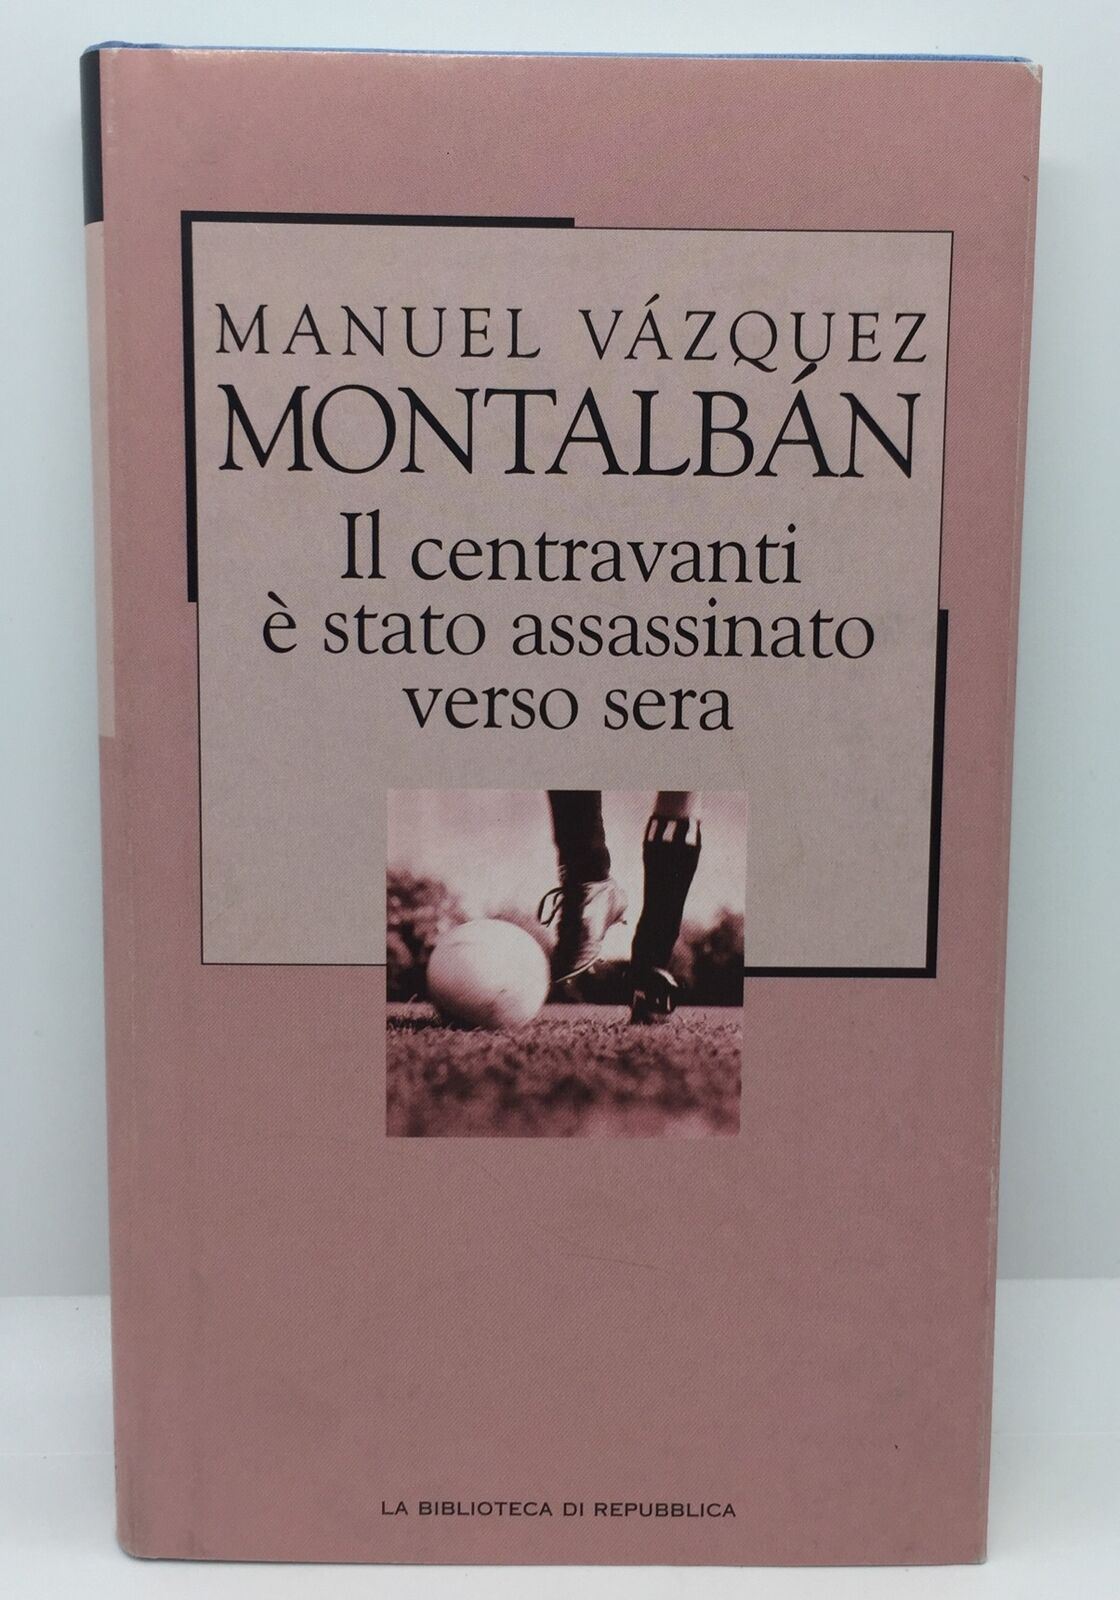 MANUEL VÁZQUEZ
MONTALBÁN
Il centravanti
è stato assassinato
verso sera
LA BIBLIOTECA DI REPUBBLICA